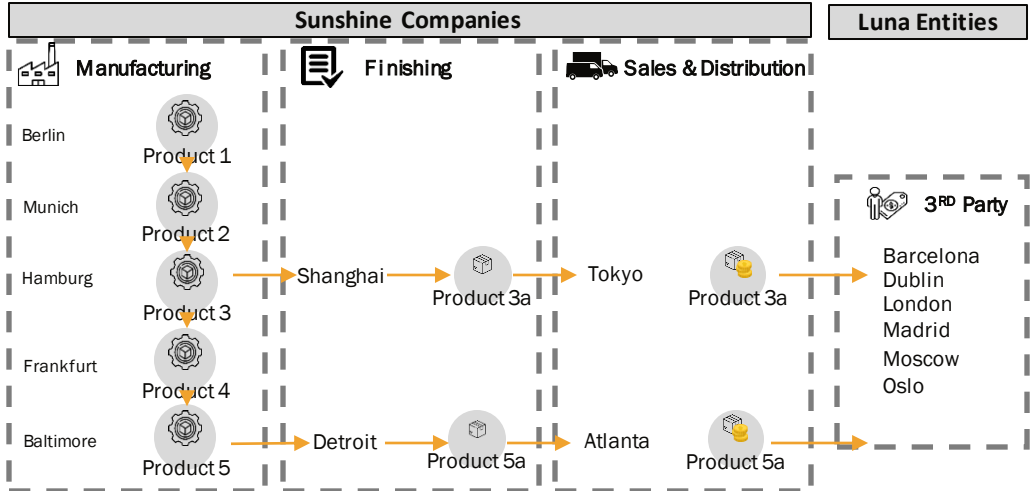 Sunshine Companies
Luna Entities
Manufacturing
Finishing
Sales & Distribution
Berlin
Product 1
Munich
Product 2
Hamburg
Product 3
Shanghai
Product 3a
Tokyo
Product 3a
Frankfurt
Product 4
Baltimore
Product 5
Detroit
Product 5a
Atlanta
Product 5a
3RD Party
Barcelona
Dublin
London
Madrid
Moscow
Oslo